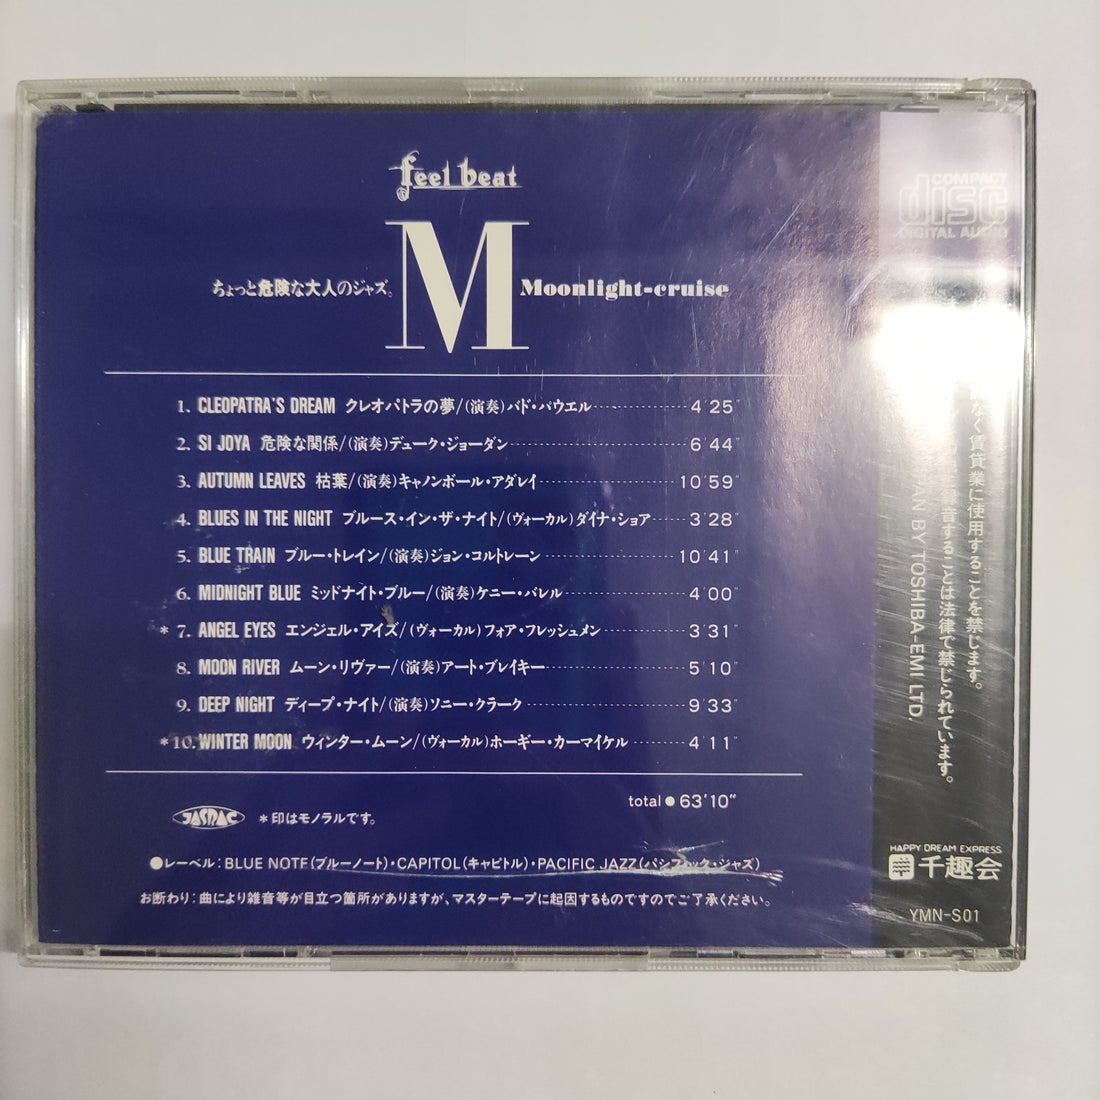 feel beat
M
ちょっと危険な大人のジャズ。
Moonlight-cruise
1. CLEOPATRA'S DREAM クレオパトラの夢/(演奏)バド・パウエル 4'25"
2. SI JOYA 危険な関係/(演奏)デューク・ジョーダン 6'44"
3. AUTUMN LEAVES 枯葉/(演奏)キャノンボール・アダレイ 10'59"
4. BLUES IN THE NIGHT ブルース・イン・ザ・ナイト/(ヴォーカル)ダイナ・ショア 3'28"
5. BLUE TRAIN ブルー・トレイン/(演奏)ジョン・コルトレーン 10'41"
6. MIDNIGHT BLUE ミッドナイト・ブルー/(演奏)ケニー・バレル 4'00"
*7. ANGEL EYES エンジェル・アイズ/(ヴォーカル)フォア・フレッシュメン 3'31"
8. MOON RIVER ムーン・リヴァー/(演奏)アート・ブレイキー 5'10"
9. DEEP NIGHT ディープ・ナイト/(演奏)ソニー・クラーク 9'33"
*10. WINTER MOON ウィンター・ムーン/(ヴォーカル)ホーギー・カーマイケル 4'11"
total●63'10"
JASRAC
*印はモノラルです。
●レーベル:BLUE NOTE(ブルーノート)・CAPITOL(キャピトル)・PACIFIC JAZZ(パシフィック・ジャズ)
お断わり:曲により雑音等が目立つ箇所がありますが、マスターテープに起因するものですのでご了承ください。
COMPACT
disc
DIGITAL AUDIO
なく賃貸業に使用することを禁じます。
音することは法律で禁じられています。
BY TOSHIBA-EMI LTD.
HAPPY DREAM EXPRESS
千趣会
YMN-S01